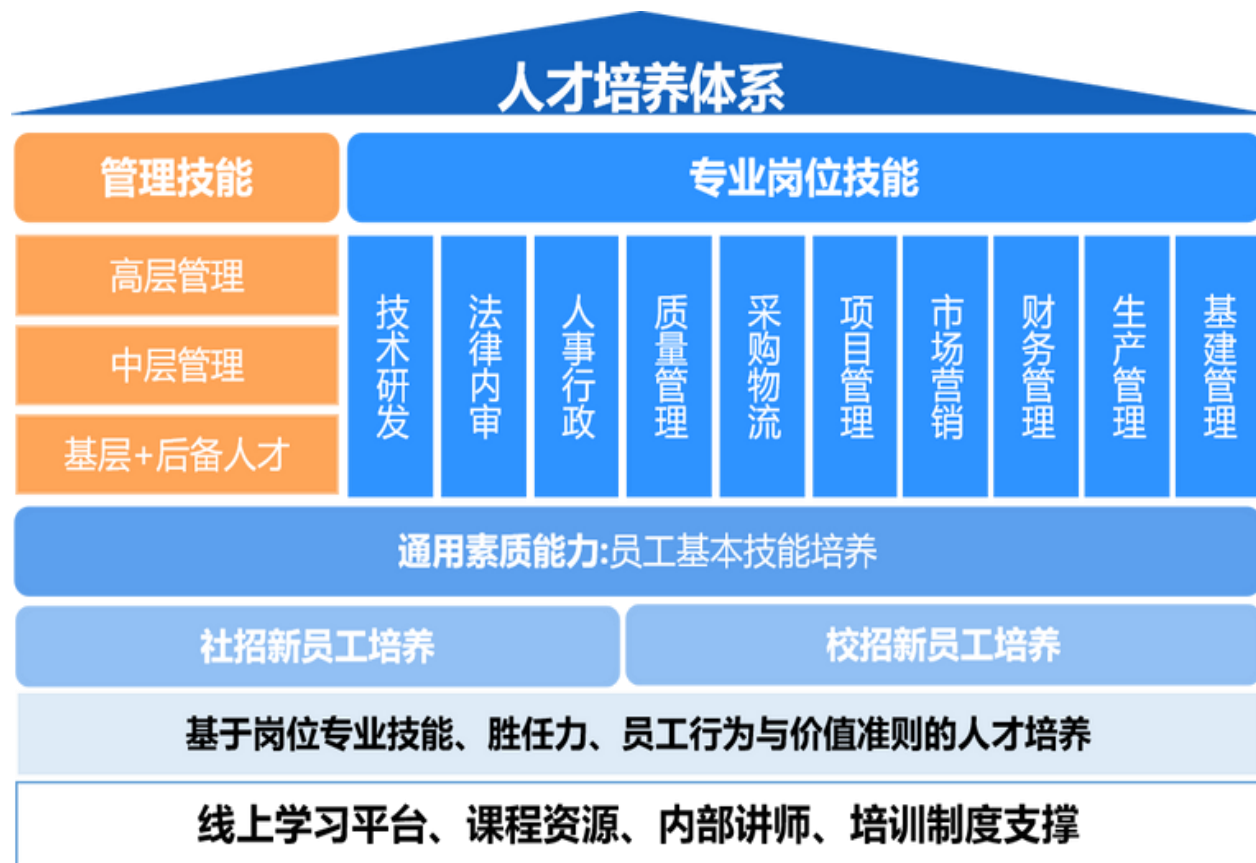 人才培养体系
管理技能
专业岗位技能
高层管理
中层管理
基层+后备人才
技术研发
法律内审
人事行政
质量管理
采购物流
项目管理
市场营销
财务管理
生产管理
基建管理
通用素质能力:员工基本技能培养
社招新员工培养
校招新员工培养
基于岗位专业技能、胜任力、员工行为与价值准则的人才培养
线上学习平台、课程资源、内部讲师、培训制度支撑